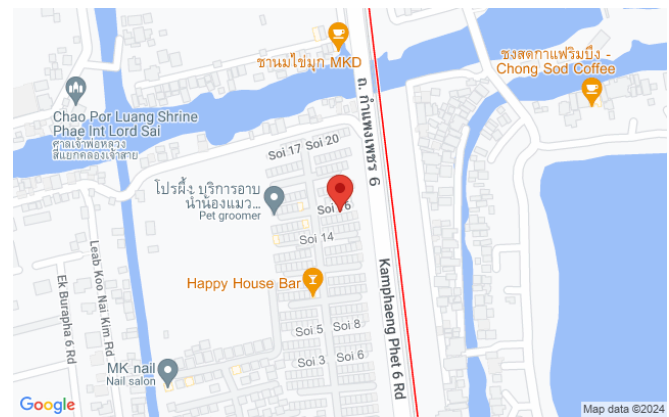 ชานมไข่มุก MKD
ชงสดกาแฟริมบึง -
Chong Sod Coffee
ถ. กำแพงเพชร 6
Chao Por Luang Shrine
Phae Int Lord Sai
ศาลเจ้าพ่อหลวง
สี่แยกคลองเจ้าสาย
Soi 17
Soi 20
โปรผึ้ง บริการอาบ
น้ำน้องแมว...
Pet groomer
Soi 14
Happy House Bar
Kamphaeng Phet 6 Rd
Leab Koo Nai Kim Rd
Ek Burapha 6 Rd
Soi 5
Soi 8
Soi 3
Soi 6
MK nail
Nail salon
Google
Map data ©2024